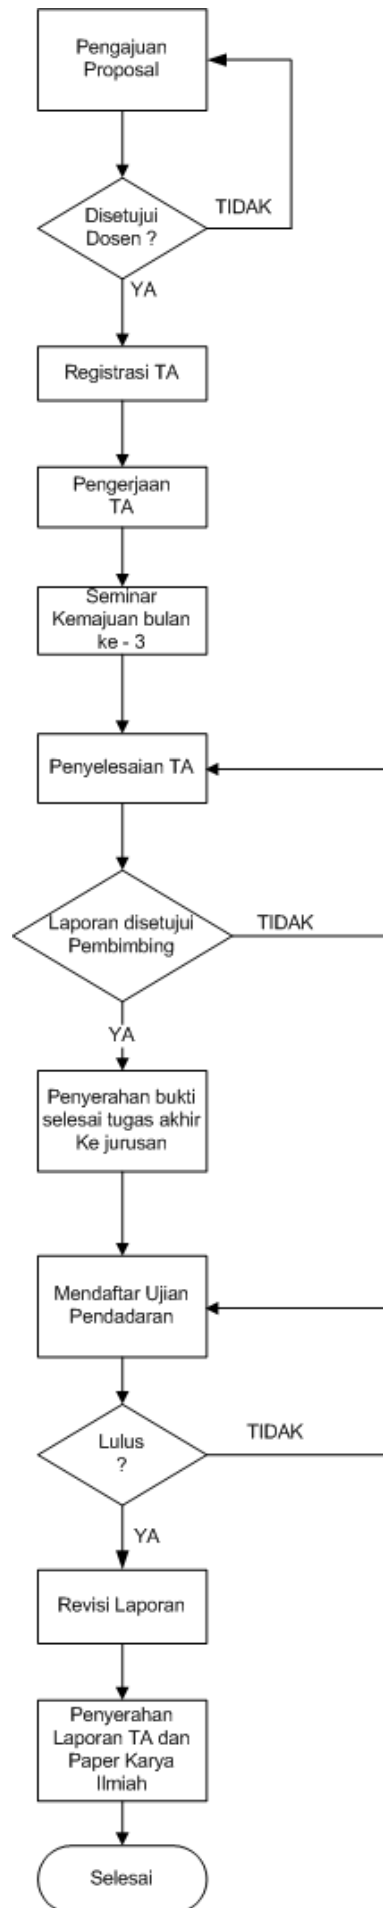 Pengajuan
Proposal
Disetujui
Dosen ?
TIDAK
YA
Registrasi TA
Pengerjaan
TA
Seminar
Kemajuan bulan
ke - 3
Penyelesaian TA
Laporan disetujui
Pembimbing
TIDAK
YA
Penyerahan bukti
selesai tugas akhir
Ke jurusan
Mendaftar Ujian
Pendadaran
Lulus
?
TIDAK
YA
Revisi Laporan
Penyerahan
Laporan TA dan
Paper Karya
Ilmiah
Selesai